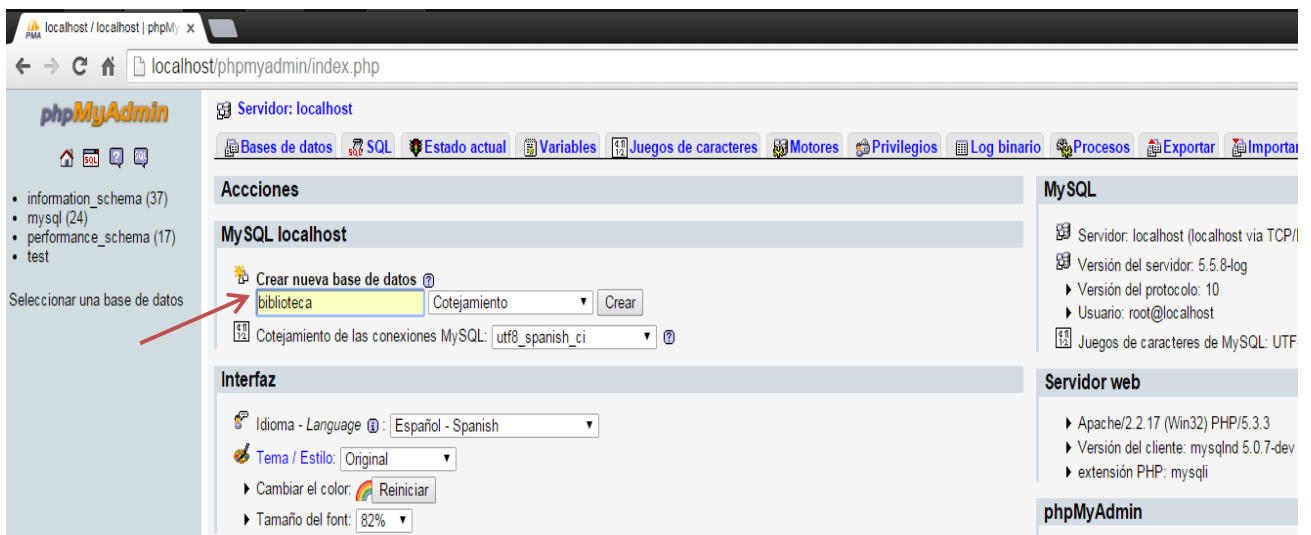 localhost / localhost | phpMy x
localhost/phpmyadmin/index.php
phpMyAdmin
SQL
information_schema (37)
mysql (24)
performance_schema (17)
test
Seleccionar una base de datos
Servidor: localhost
Bases de datos SQL Estado actual Variables Juegos de caracteres Motores Privilegios Log binario Procesos Exportar Importar
Accciones
MySQL localhost
Crear nueva base de datos
biblioteca Cotejamiento Crear
Cotejamiento de las conexiones MySQL: utf8_spanish_ci
Interfaz
Idioma - Language : Español - Spanish
Tema / Estilo: Original
Cambiar el color: Reiniciar
Tamaño del font: 82%
MySQL
Servidor: localhost (localhost via TCP/
Versión del servidor: 5.5.8-log
Versión del protocolo: 10
Usuario: root@localhost
Juegos de caracteres de MySQL: UTF-
Servidor web
Apache/2.2.17 (Win32) PHP/5.3.3
Versión del cliente: mysqlnd 5.0.7-dev
extensión PHP: mysqli
phpMyAdmin